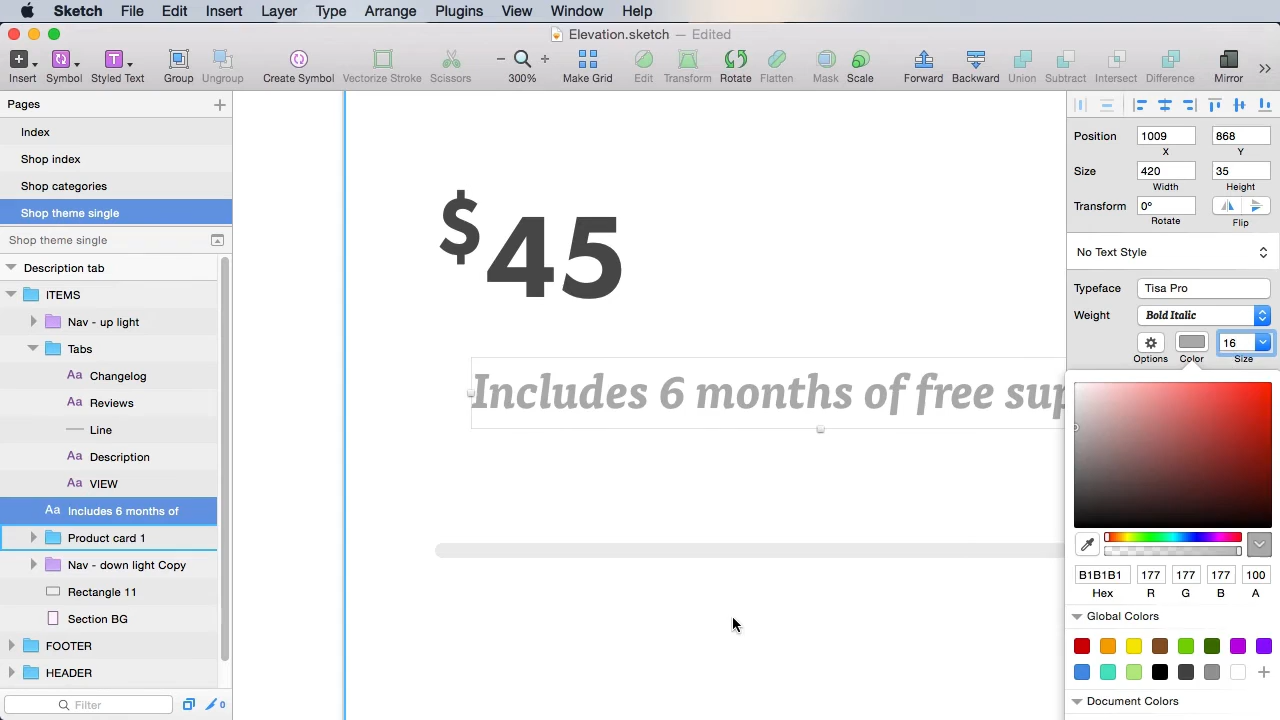 Sketch File Edit Insert Layer Type Arrange Plugins View Window Help
Elevation.sketch — Edited
Insert Symbol Styled Text Group Ungroup Create Symbol Vectorize Stroke Scissors 300% Make Grid Edit Transform Rotate Flatten Mask Scale Forward Backward Union Subtract Intersect Difference Mirror
Pages
Index
Shop index
Shop categories
Shop theme single
Shop theme single
Description tab
ITEMS
Nav - up light
Tabs
Aa Changelog
Aa Reviews
Line
Aa Description
Aa VIEW
Aa Includes 6 months of
Product card 1
Nav - down light Copy
Rectangle 11
Section BG
FOOTER
HEADER
Filter
0
$45
Includes 6 months of free sup
Position 1009 868
X Y
Size 420 35
Width Height
Transform 0°
Rotate Flip
No Text Style
Typeface Tisa Pro
Weight Bold Italic
16
Options Color Size
B1B1B1 177 177 177 100
Hex R G B A
Global Colors
Document Colors